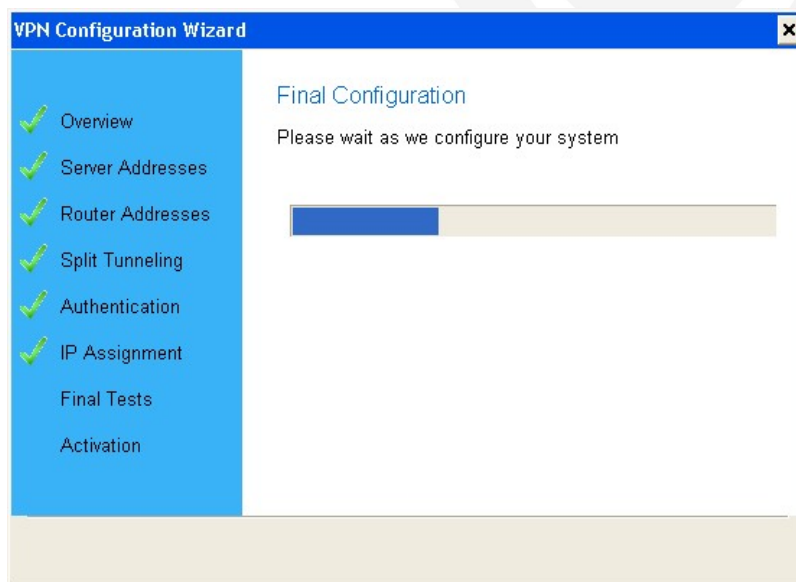 VPN Configuration Wizard
Overview
Server Addresses
Router Addresses
Split Tunneling
Authentication
IP Assignment
Final Tests
Activation
Final Configuration
Please wait as we configure your system